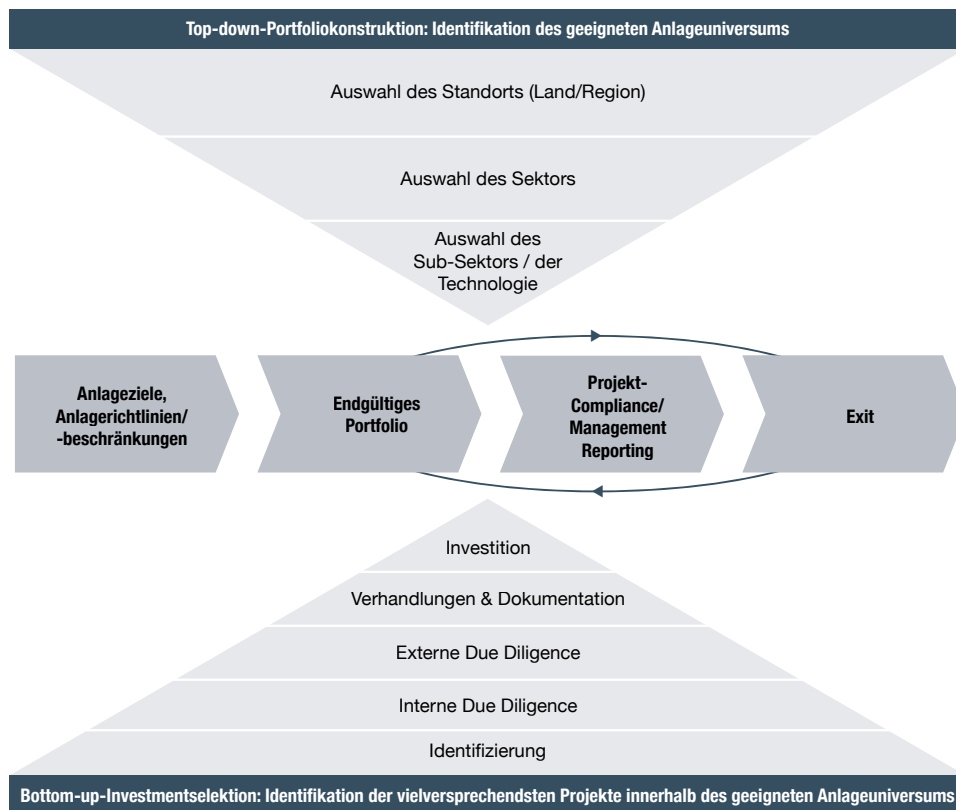 Top-down-Portfoliokonstruktion: Identifikation des geeigneten Anlageuniversums
Auswahl des Standorts (Land/Region)
Auswahl des Sektors
Auswahl des
Sub-Sektors / der
Technologie
Anlageziele,
Anlagerichtlinien/
-beschränkungen
Endgültiges
Portfolio
Projekt-
Compliance/
Management
Reporting
Exit
Investition
Verhandlungen & Dokumentation
Externe Due Diligence
Interne Due Diligence
Identifizierung
Bottom-up-Investmentselektion: Identifikation der vielversprechendsten Projekte innerhalb des geeigneten Anlageuniversums